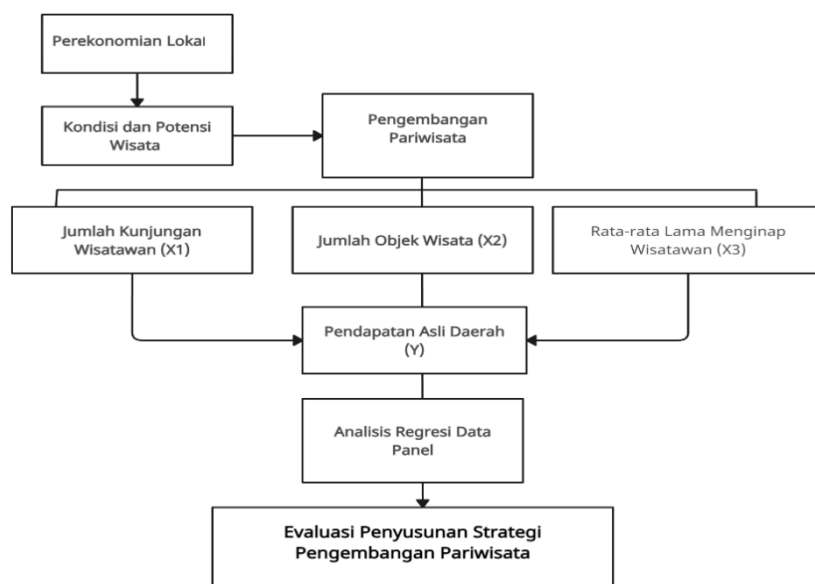 Perekonomian Lokal
Kondisi dan Potensi
Wisata
Pengembangan
Pariwisata
Jumlah Kunjungan
Wisatawan (X1)
Jumlah Objek Wisata (X2)
Rata-rata Lama Menginap
Wisatawan (X3)
Pendapatan Asli Daerah
(Y)
Analisis Regresi Data
Panel
Evaluasi Penyusunan Strategi
Pengembangan Pariwisata